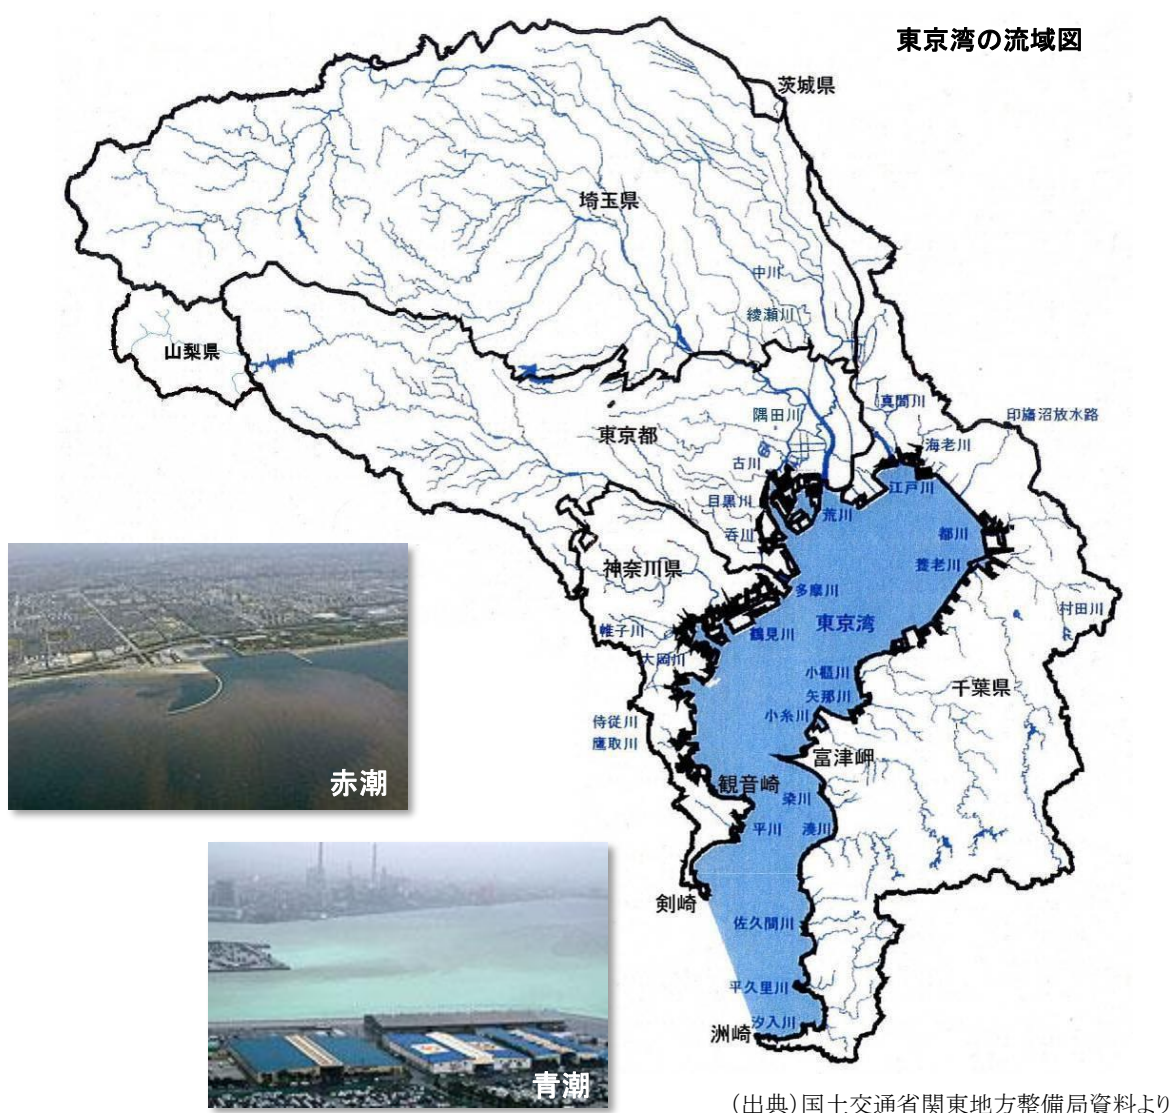 東京湾の流域図
茨城県
埼玉県
中川
綾瀬川
山梨県
真間川
隅田川
印旛沼放水路
東京都
海老川
古川
江戸川
目黒川
荒川
呑川
都川
養老川
神奈川県
多摩川
村田川
東京湾
帷子川
鶴見川
大岡川
小櫃川
千葉県
矢那川
小糸川
侍従川
鷹取川
富津岬
赤潮
観音崎
染川
平川
湊川
剣崎
佐久間川
平久里川
汐入川
洲崎
青潮
(出典)国土交通省関東地方整備局資料より